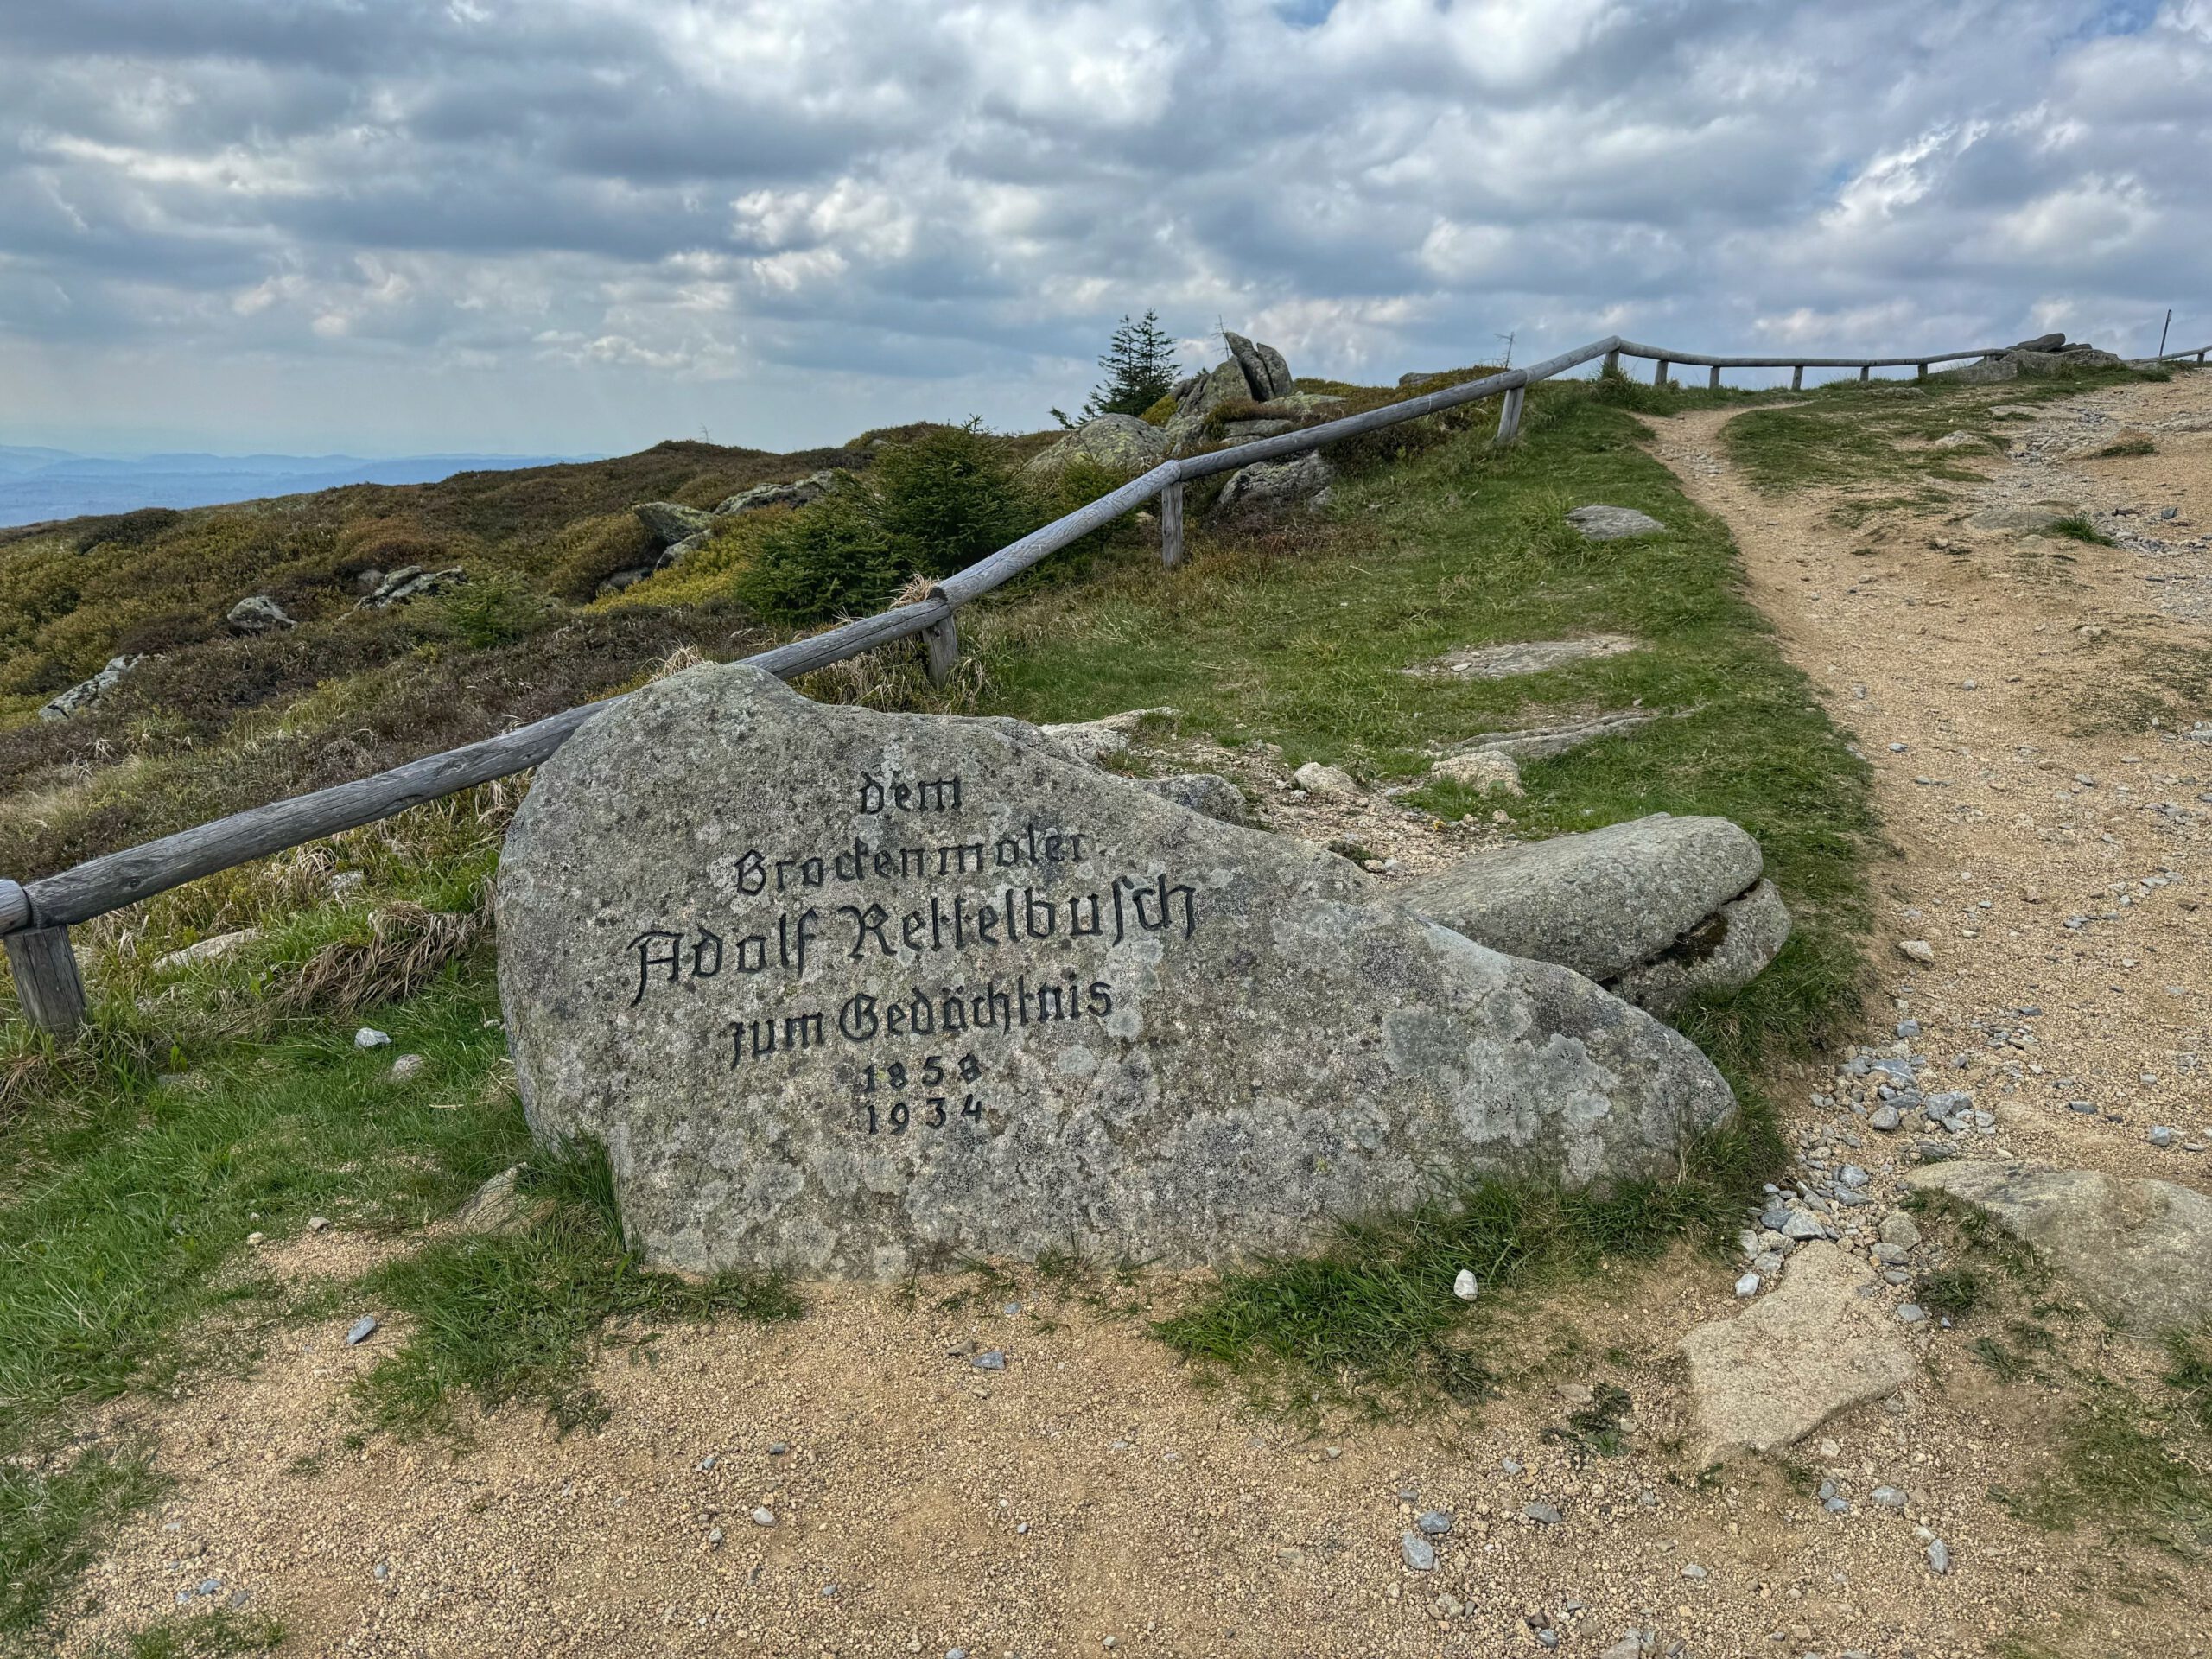 dem
Brockenmaler
Adolf Rettelbusch
zum Gedächtnis
1858
1934